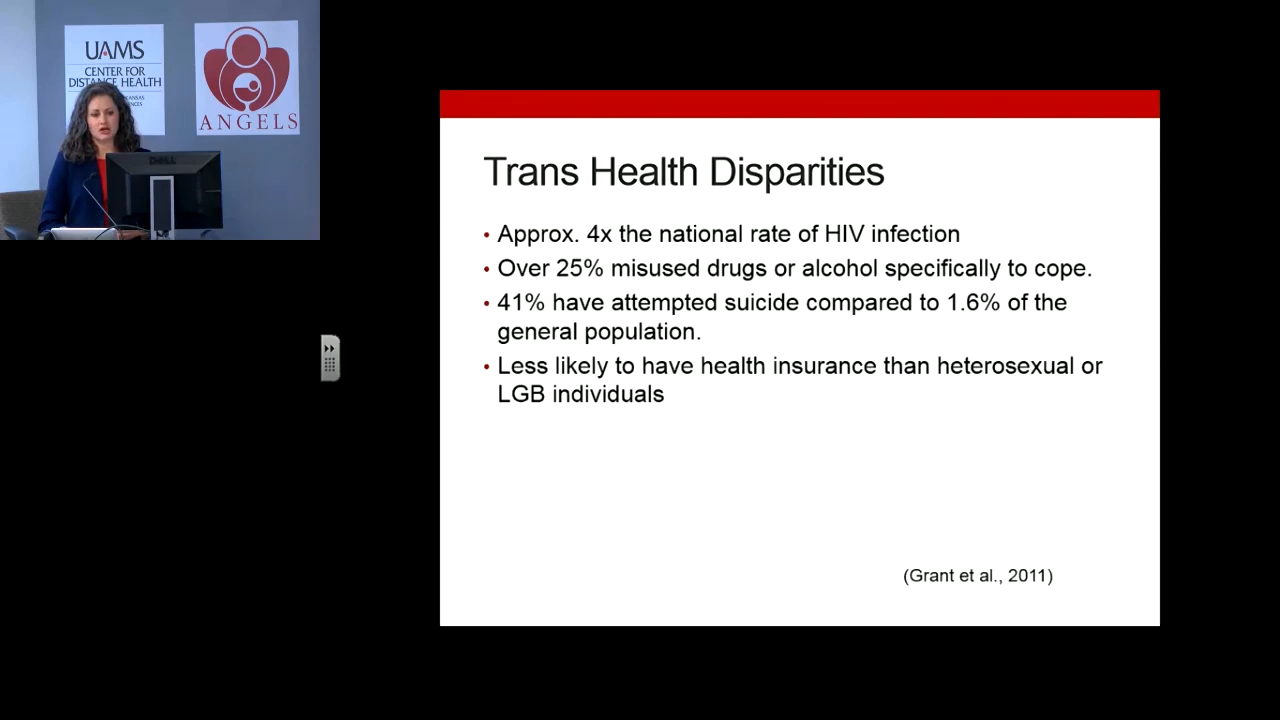 UAMS
CENTER FOR
DISTANCE HEALTH
ANGELS
DELL
Trans Health Disparities
• Approx. 4x the national rate of HIV infection
• Over 25% misused drugs or alcohol specifically to cope.
• 41% have attempted suicide compared to 1.6% of the
general population.
• Less likely to have health insurance than heterosexual or
LGB individuals
(Grant et al., 2011)